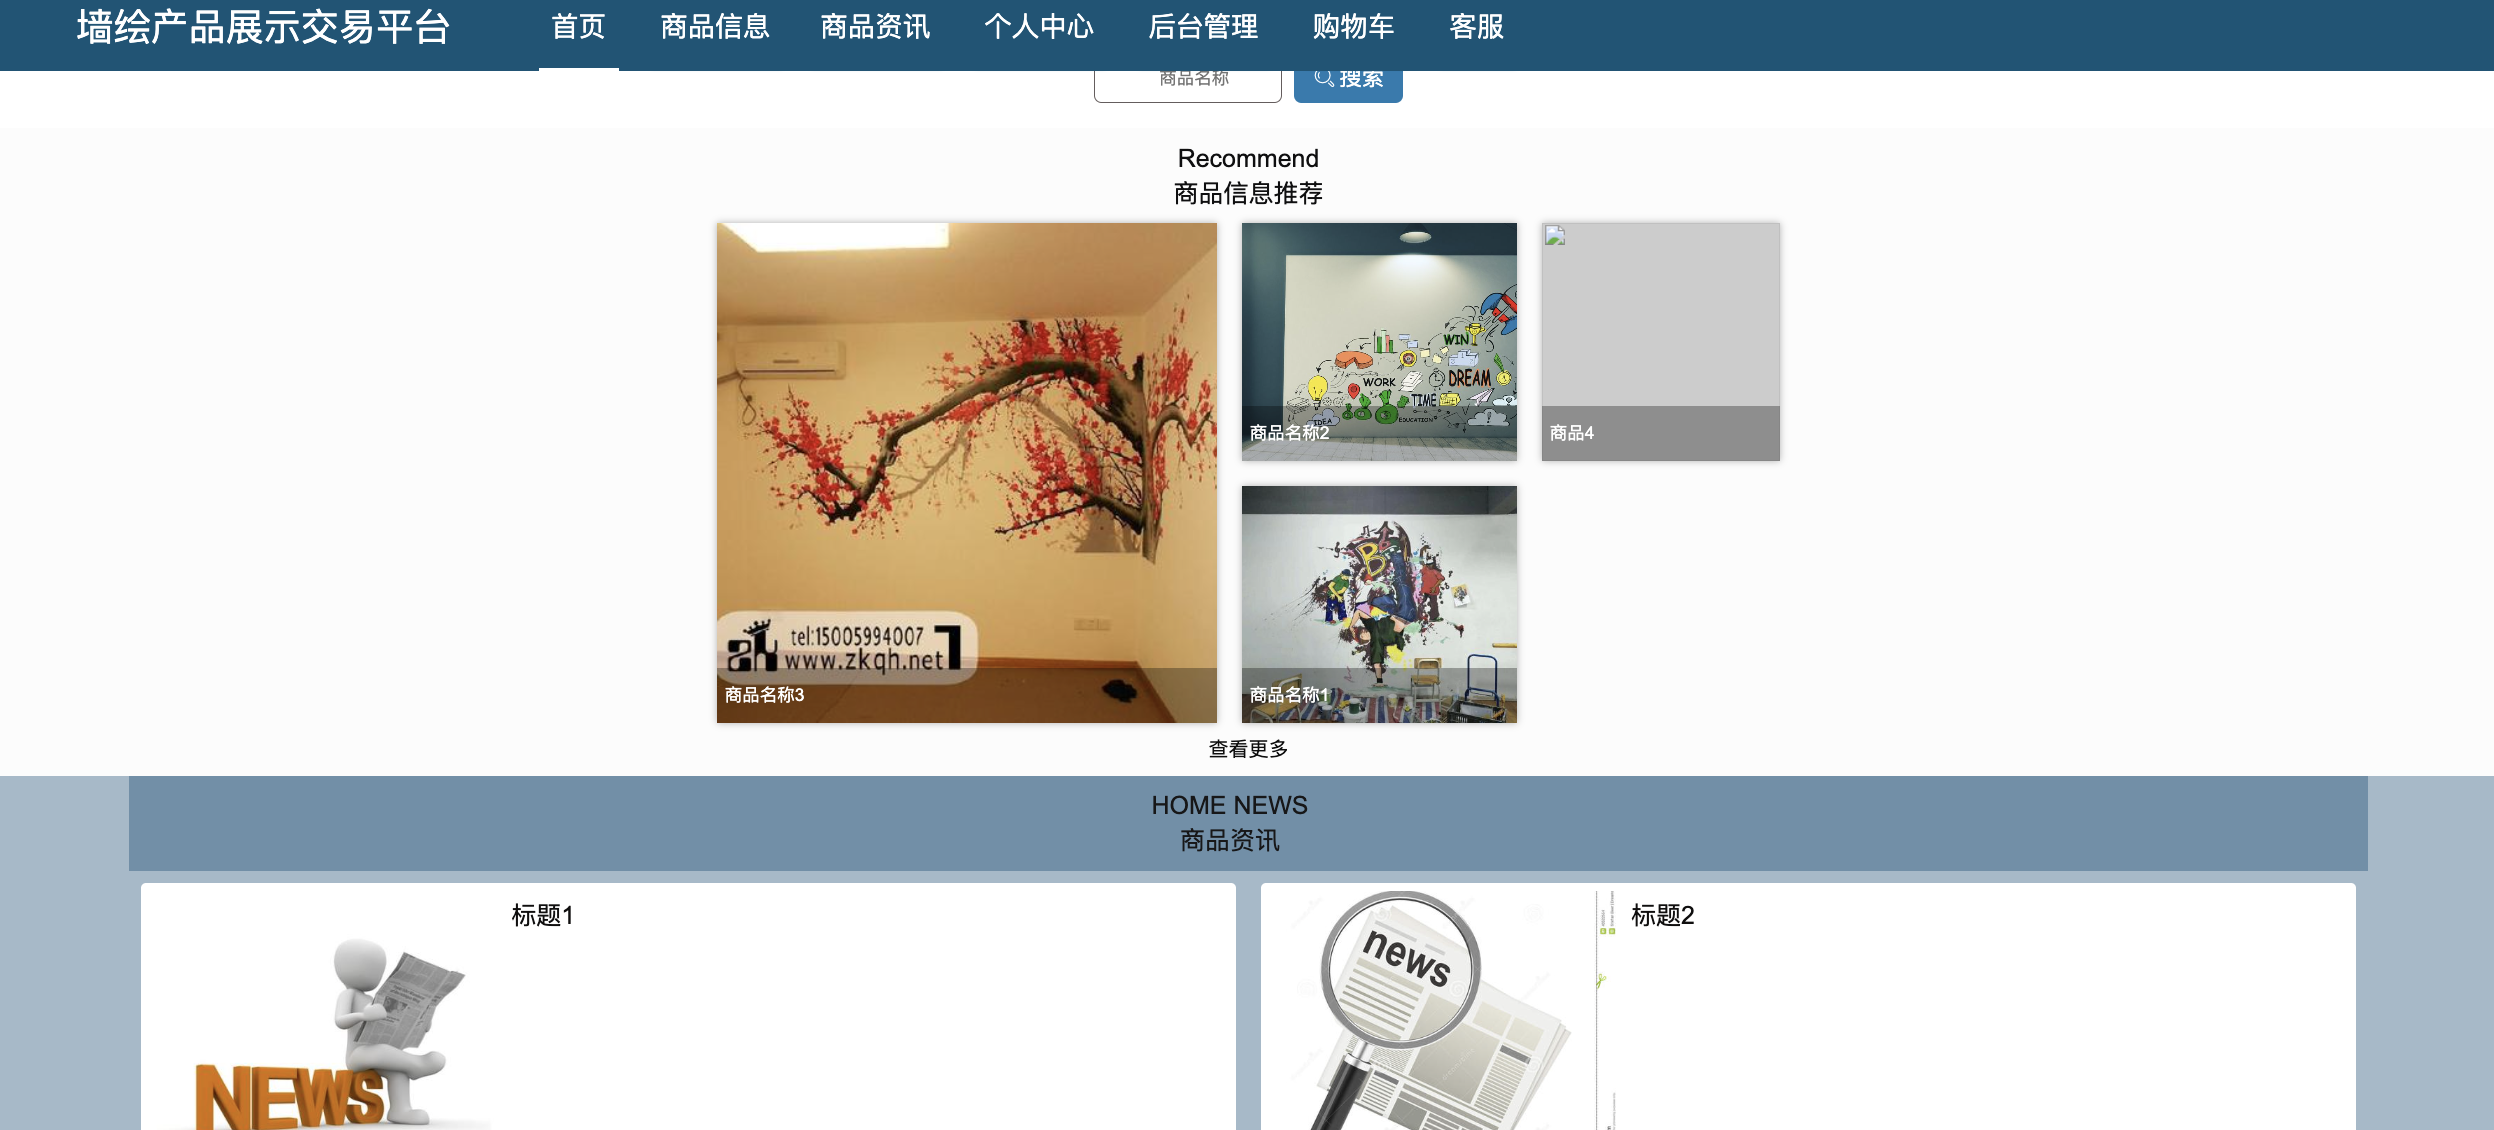 墙绘产品展示交易平台 首页 商品信息 商品资讯 个人中心 后台管理 购物车 客服
商品名称 搜索
Recommend
商品信息推荐
WIN
WORK
DREAM
TIME
IDEA
EDUCATION
商品名称2
商品4
tel:15005994007
www.zkqh.net
商品名称3
商品名称1
查看更多
HOME NEWS
商品资讯
标题1
NEWS
news
标题2